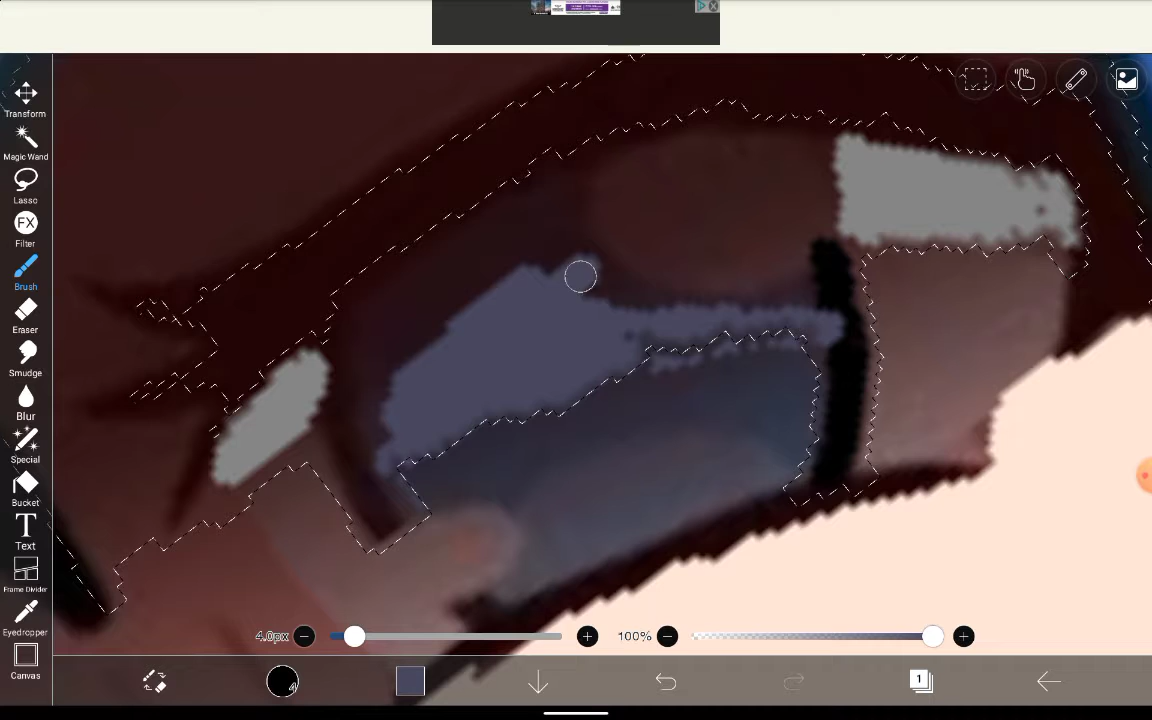 Transform
Magic Wand
Lasso
FX
Filter
Brush
Eraser
Smudge
Blur
Special
Bucket
T
Text
Frame Divider
Eyedropper
Canvas
4.0px
100%
1